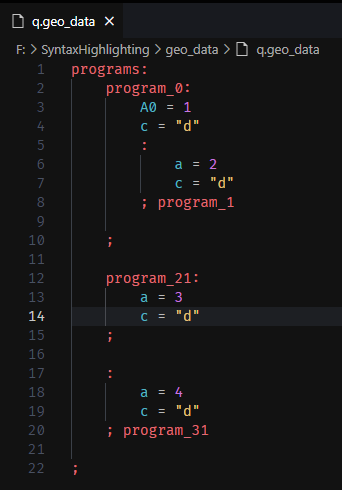 q.geo_data ×
F: > SyntaxHighlighting > geo_data > q.geo_data
1 programs:
2 program_0:
3 A0 = 1
4 c = "d"
5 :
6 a = 2
7 c = "d"
8 ; program_1
9
10 ;
11
12 program_21:
13 a = 3
14 c = "d"
15 ;
16
17 :
18 a = 4
19 c = "d"
20 ; program_31
21
22 ;